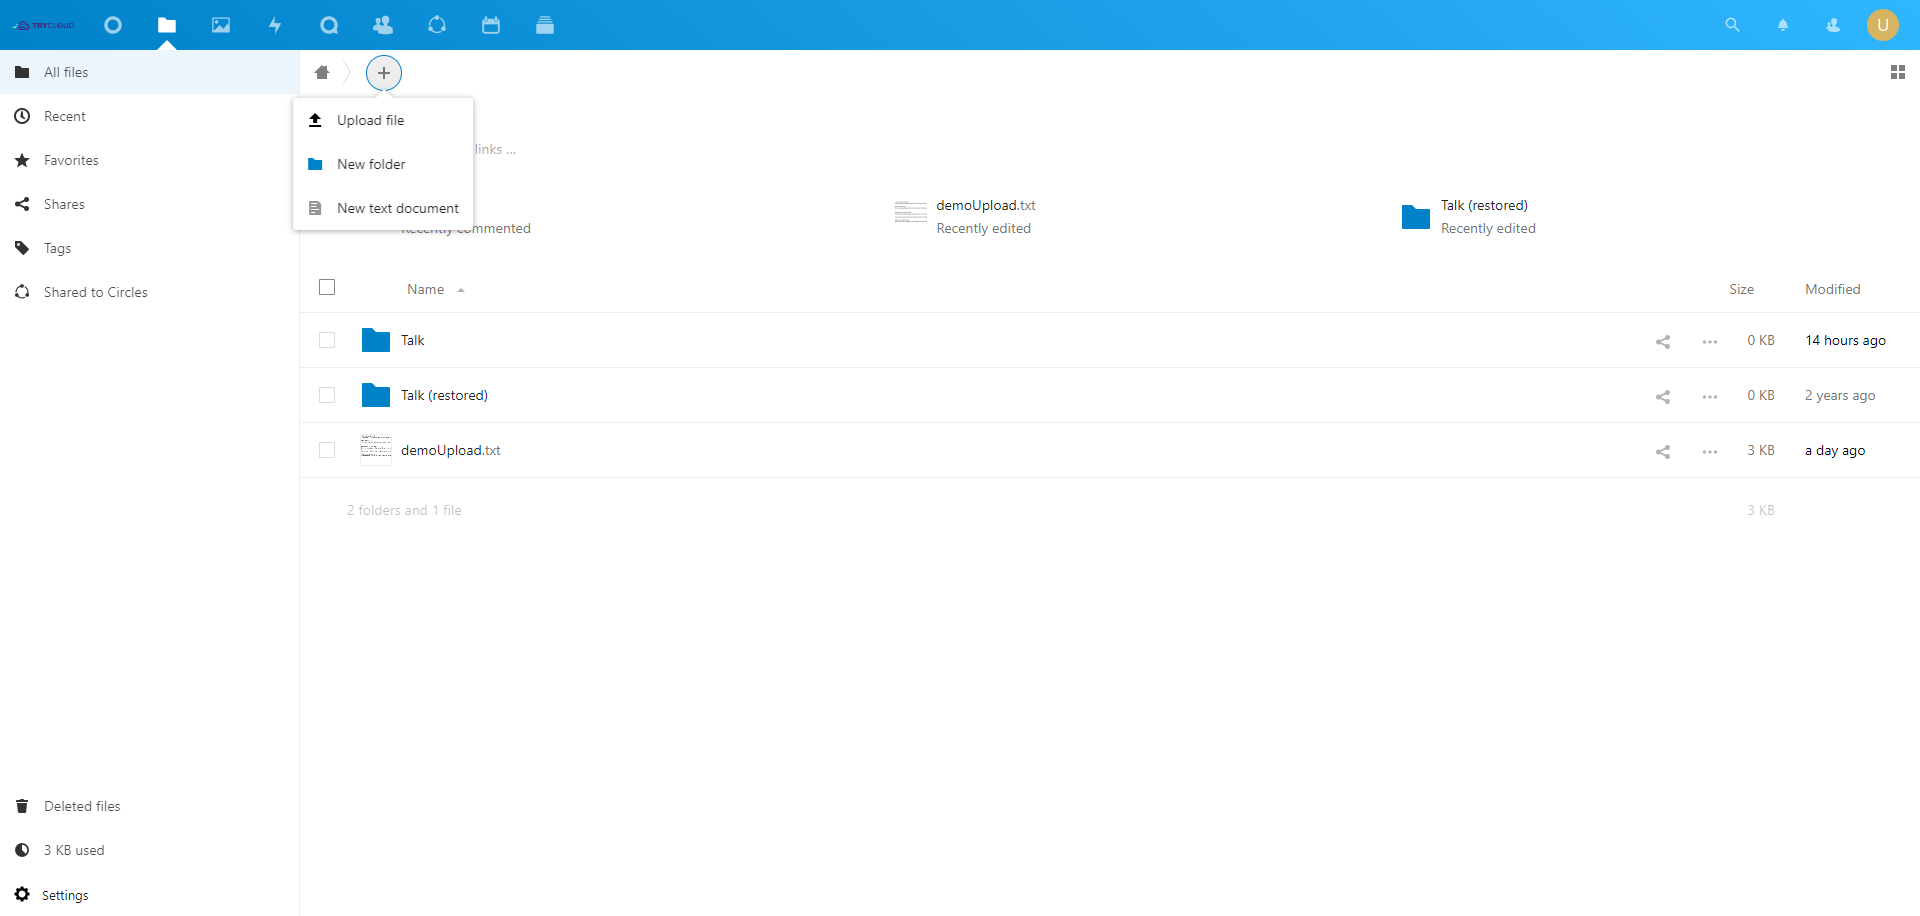 TRYCLOUD
U
All files
Recent
Favorites
Shares
Tags
Shared to Circles
Upload file
New folder
New text document
links ...
Recently commented
demoUpload.txt
Recently edited
Talk (restored)
Recently edited
Name Size Modified
Talk 0 KB 14 hours ago
Talk (restored) 0 KB 2 years ago
demoUpload.txt 3 KB a day ago
2 folders and 1 file 3 KB
Deleted files
3 KB used
Settings